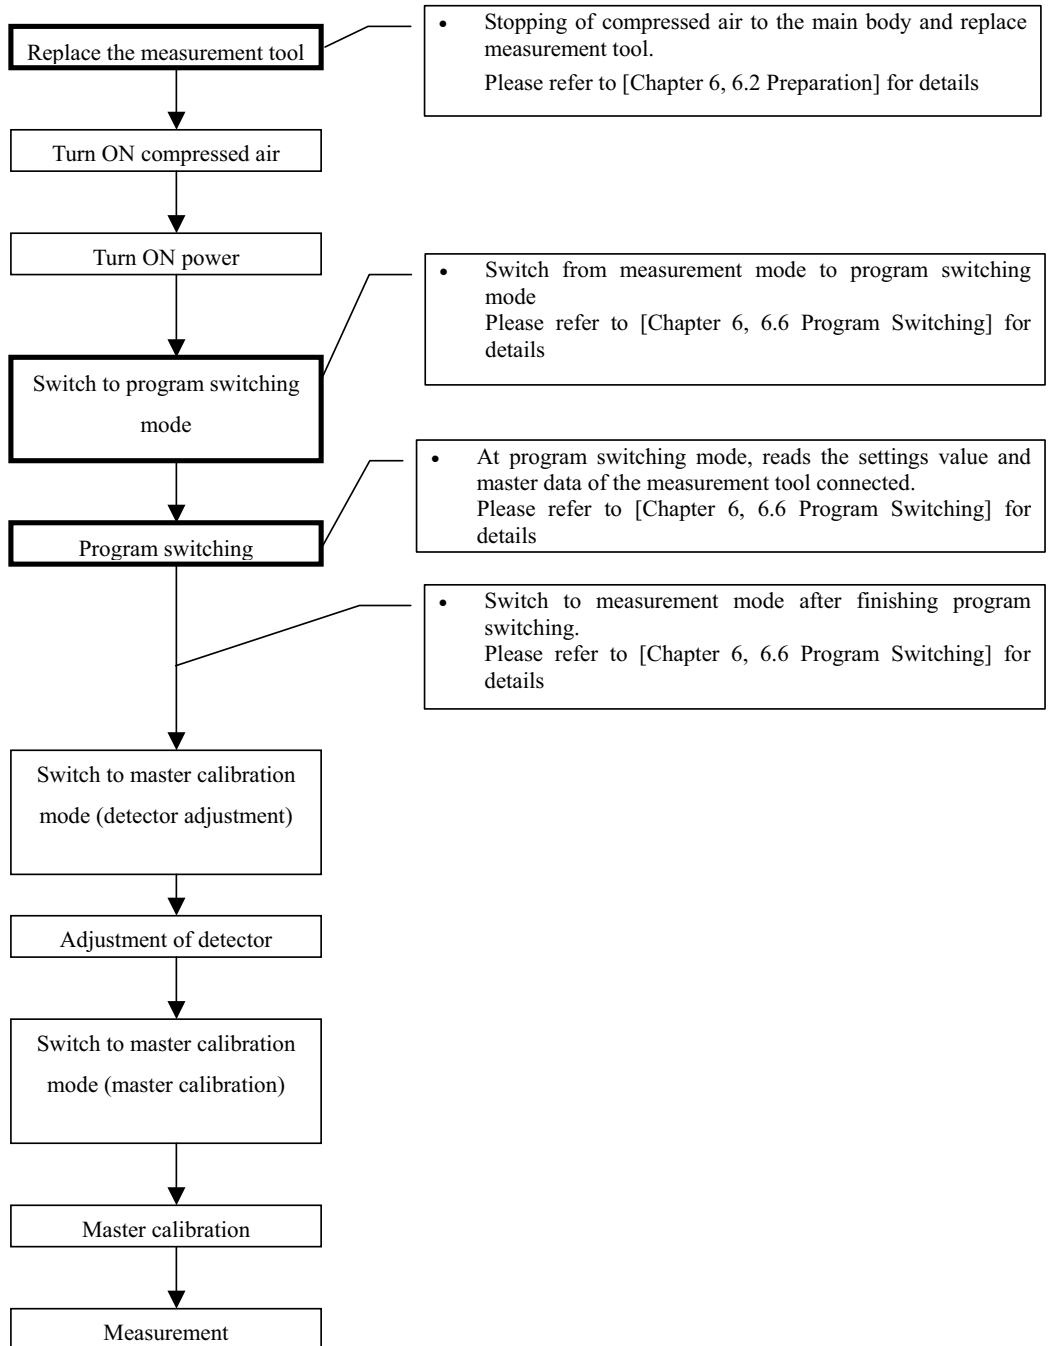 Replace the measurement tool
• Stopping of compressed air to the main body and replace
measurement tool.
Please refer to [Chapter 6, 6.2 Preparation] for details
Turn ON compressed air
Turn ON power
• Switch from measurement mode to program switching
mode
Please refer to [Chapter 6, 6.6 Program Switching] for
details
Switch to program switching
mode
• At program switching mode, reads the settings value and
master data of the measurement tool connected.
Please refer to [Chapter 6, 6.6 Program Switching] for
details
Program switching
• Switch to measurement mode after finishing program
switching.
Please refer to [Chapter 6, 6.6 Program Switching] for
details
Switch to master calibration
mode (detector adjustment)
Adjustment of detector
Switch to master calibration
mode (master calibration)
Master calibration
Measurement